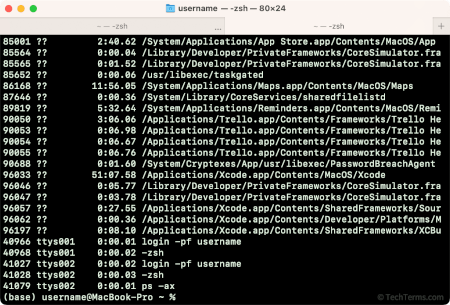 username — -zsh — 80×24
~ — -zsh ... ~ — -zsh +
85001 ?? 2:40.62 /System/Applications/App Store.app/Contents/MacOS/App
85564 ?? 0:00.04 /Library/Developer/PrivateFrameworks/CoreSimulator.fra
85565 ?? 0:01.52 /Library/Developer/PrivateFrameworks/CoreSimulator.fra
85652 ?? 0:00.06 /usr/libexec/taskgated
86168 ?? 11:56.05 /System/Applications/Maps.app/Contents/MacOS/Maps
87646 ?? 0:00.36 /System/Library/CoreServices/sharedfilelistd
89819 ?? 5:32.64 /System/Applications/Reminders.app/Contents/MacOS/Remi
90050 ?? 3:06.06 /Applications/Trello.app/Contents/Frameworks/Trello He
90053 ?? 0:06.98 /Applications/Trello.app/Contents/Frameworks/Trello He
90054 ?? 0:06.67 /Applications/Trello.app/Contents/Frameworks/Trello He
90055 ?? 0:06.76 /Applications/Trello.app/Contents/Frameworks/Trello He
90688 ?? 0:01.60 /System/Cryptexes/App/usr/libexec/PasswordBreachAgent
96033 ?? 51:07.58 /Applications/Xcode.app/Contents/MacOS/Xcode
96046 ?? 0:05.77 /Library/Developer/PrivateFrameworks/CoreSimulator.fra
96047 ?? 0:03.78 /Library/Developer/PrivateFrameworks/CoreSimulator.fra
96057 ?? 0:27.55 /Applications/Xcode.app/Contents/SharedFrameworks/Sour
96062 ?? 0:00.36 /Applications/Xcode.app/Contents/Developer/Platforms/M
96197 ?? 0:08.10 /Applications/Xcode.app/Contents/SharedFrameworks/XCBu
40966 ttys001 0:00.01 login -pf username
40968 ttys001 0:00.02 -zsh
41027 ttys002 0:00.02 login -pf username
41028 ttys002 0:00.03 -zsh
41079 ttys002 0:00.01 ps -ax
(base) username@MacBook-Pro ~ %
© TechTerms.com